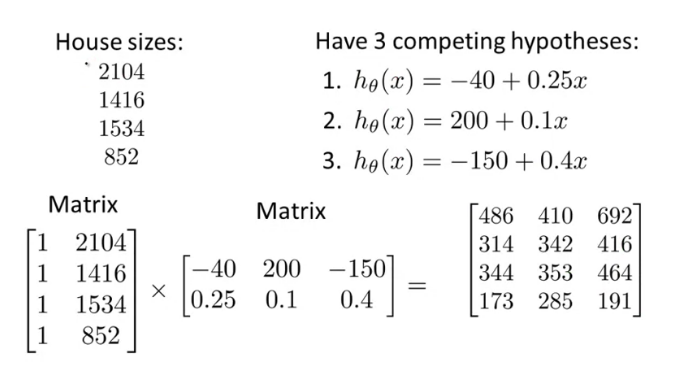 House sizes:
2104
1416
1534
852
Have 3 competing hypotheses:
1. hθ(x) = −40 + 0.25x
2. hθ(x) = 200 + 0.1x
3. hθ(x) = −150 + 0.4x
Matrix
1 2104
1 1416
1 1534
1 852
×
Matrix
−40 200 −150
0.25 0.1 0.4
=
486 410 692
314 342 416
344 353 464
173 285 191